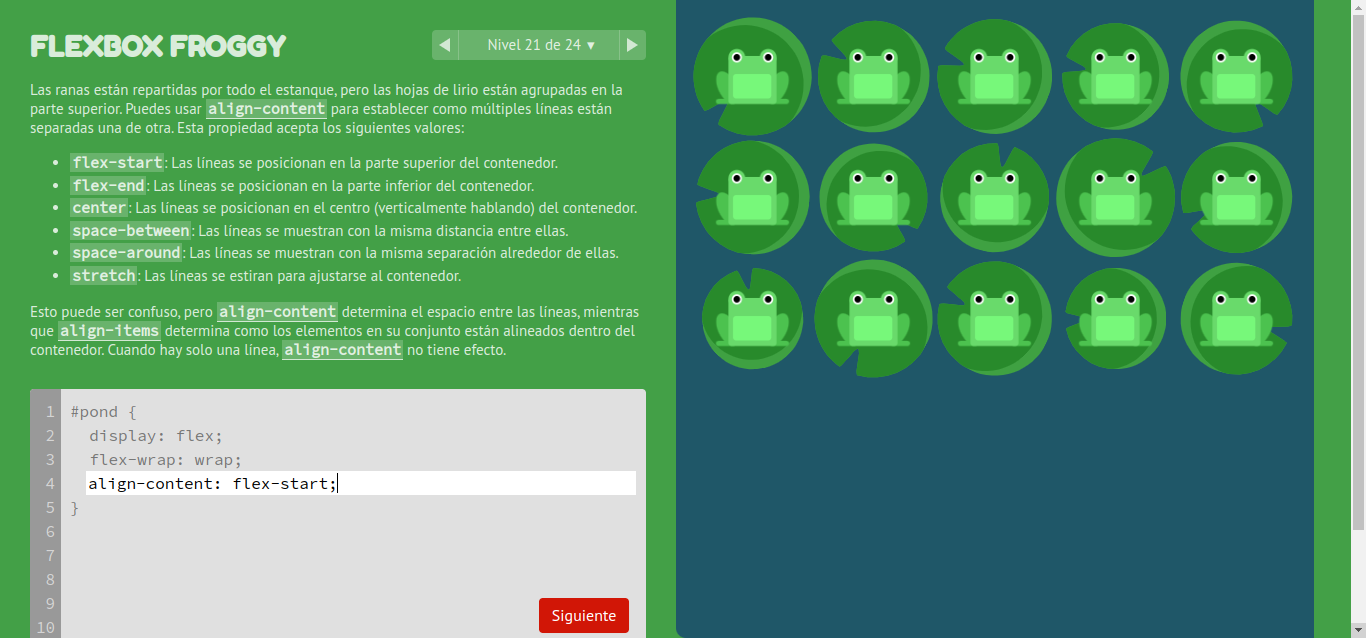 FLEXBOX FROGGY
◀ Nivel 21 de 24 ▾ ▶
Las ranas están repartidas por todo el estanque, pero las hojas de lirio están agrupadas en la
parte superior. Puedes usar align-content para establecer como múltiples líneas están
separadas una de otra. Esta propiedad acepta los siguientes valores:
• flex-start: Las líneas se posicionan en la parte superior del contenedor.
• flex-end: Las líneas se posicionan en la parte inferior del contenedor.
• center: Las líneas se posicionan en el centro (verticalmente hablando) del contenedor.
• space-between: Las líneas se muestran con la misma distancia entre ellas.
• space-around: Las líneas se muestran con la misma separación alrededor de ellas.
• stretch: Las líneas se estiran para ajustarse al contenedor.
Esto puede ser confuso, pero align-content determina el espacio entre las líneas, mientras
que align-items determina como los elementos en su conjunto están alineados dentro del
contenedor. Cuando hay solo una línea, align-content no tiene efecto.
1 #pond {
2 display: flex;
3 flex-wrap: wrap;
4 align-content: flex-start;
5 }
6
7
8
9
10
Siguiente